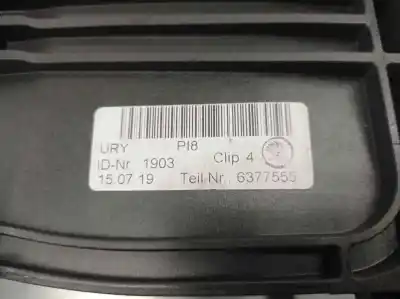 URY PI8
ID-Nr 1903 Clip 4
15.07.19 Teil Nr. 6377555